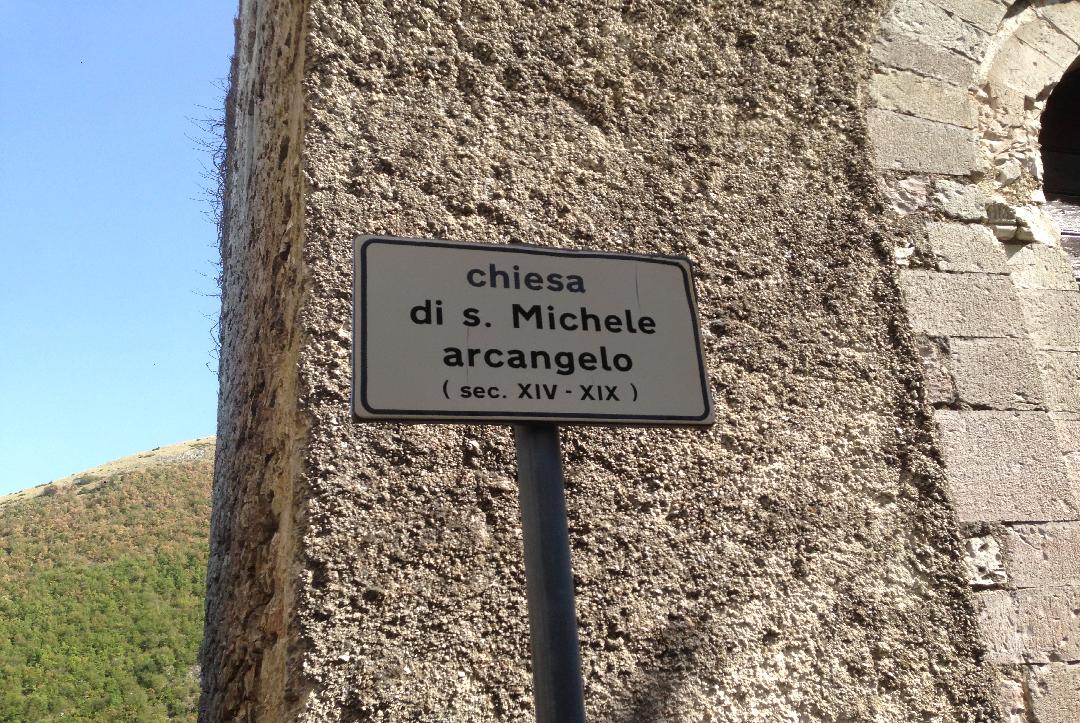 chiesa
di s. Michele
arcangelo
( sec. XIV - XIX )